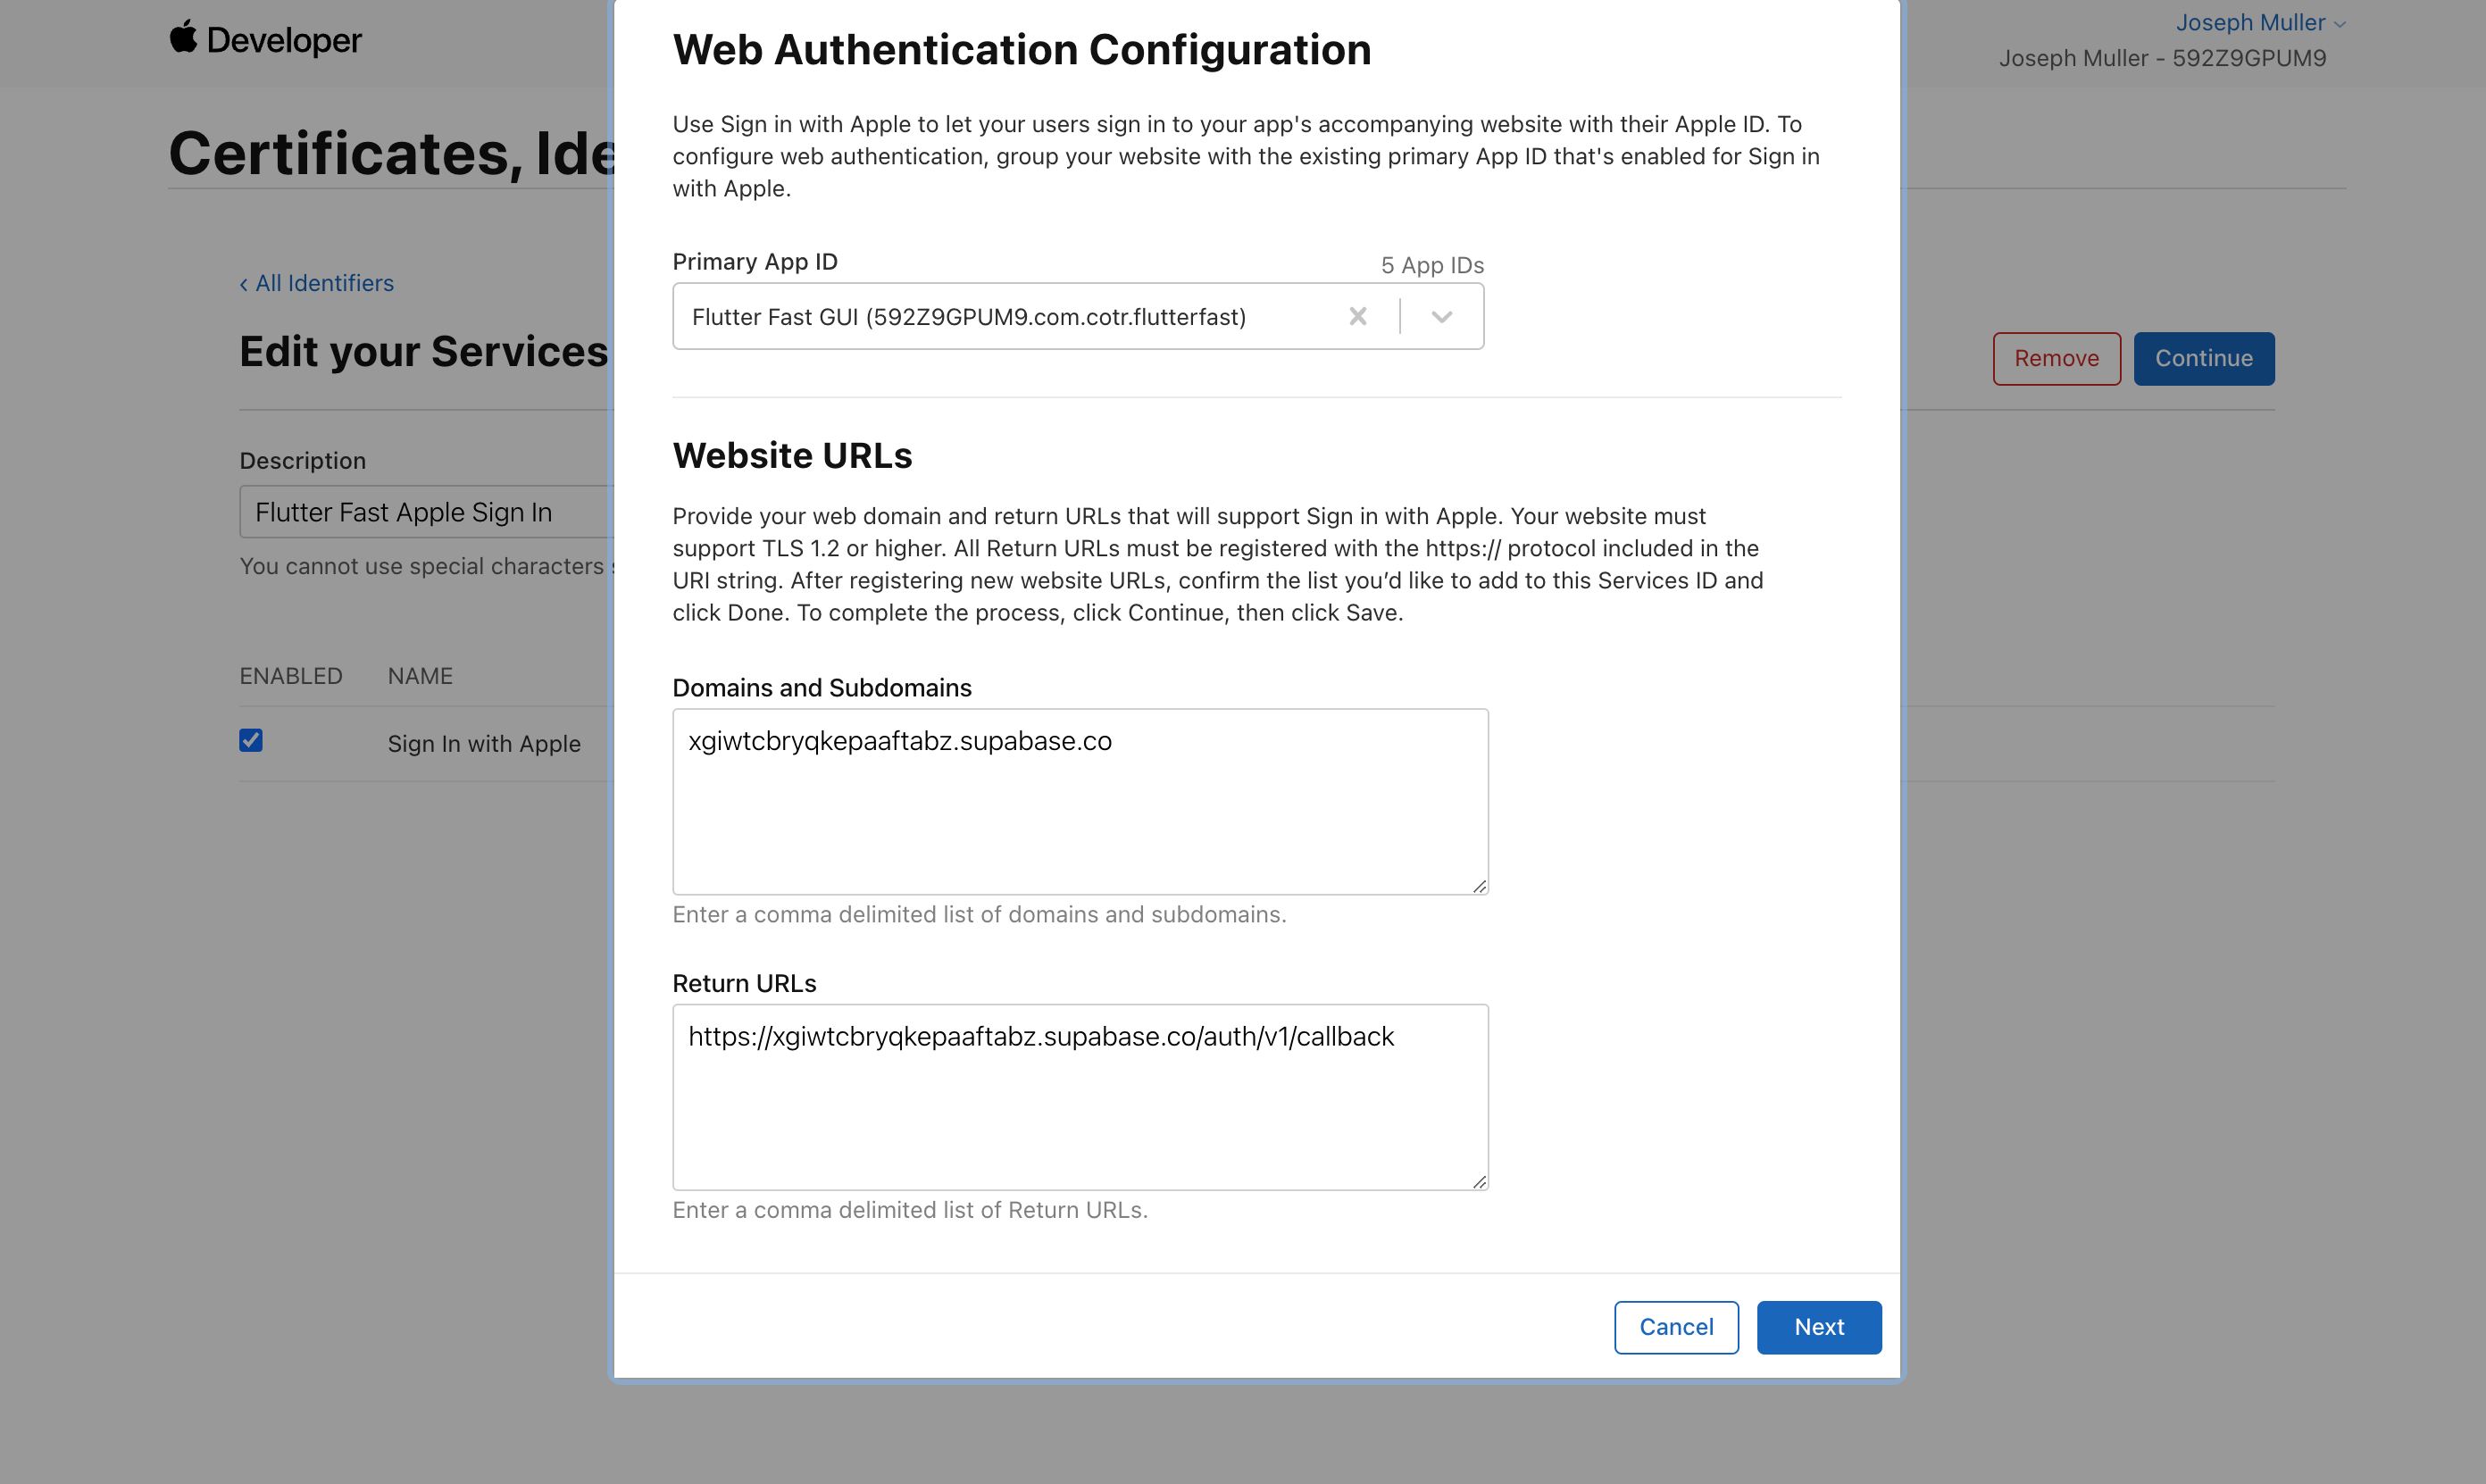 Developer
Joseph Muller
Joseph Muller - 592Z9GPUM9
Certificates, Ide
‹ All Identifiers
Edit your Services
Remove
Continue
Description
Flutter Fast Apple Sign In
You cannot use special characters
ENABLED
NAME
Sign In with Apple
Web Authentication Configuration
Use Sign in with Apple to let your users sign in to your app's accompanying website with their Apple ID. To
configure web authentication, group your website with the existing primary App ID that's enabled for Sign in
with Apple.
Primary App ID
5 App IDs
Flutter Fast GUI (592Z9GPUM9.com.cotr.flutterfast)
Website URLs
Provide your web domain and return URLs that will support Sign in with Apple. Your website must
support TLS 1.2 or higher. All Return URLs must be registered with the https:// protocol included in the
URI string. After registering new website URLs, confirm the list you’d like to add to this Services ID and
click Done. To complete the process, click Continue, then click Save.
Domains and Subdomains
xgiwtcbryqkepaaftabz.supabase.co
Enter a comma delimited list of domains and subdomains.
Return URLs
https://xgiwtcbryqkepaaftabz.supabase.co/auth/v1/callback
Enter a comma delimited list of Return URLs.
Cancel
Next